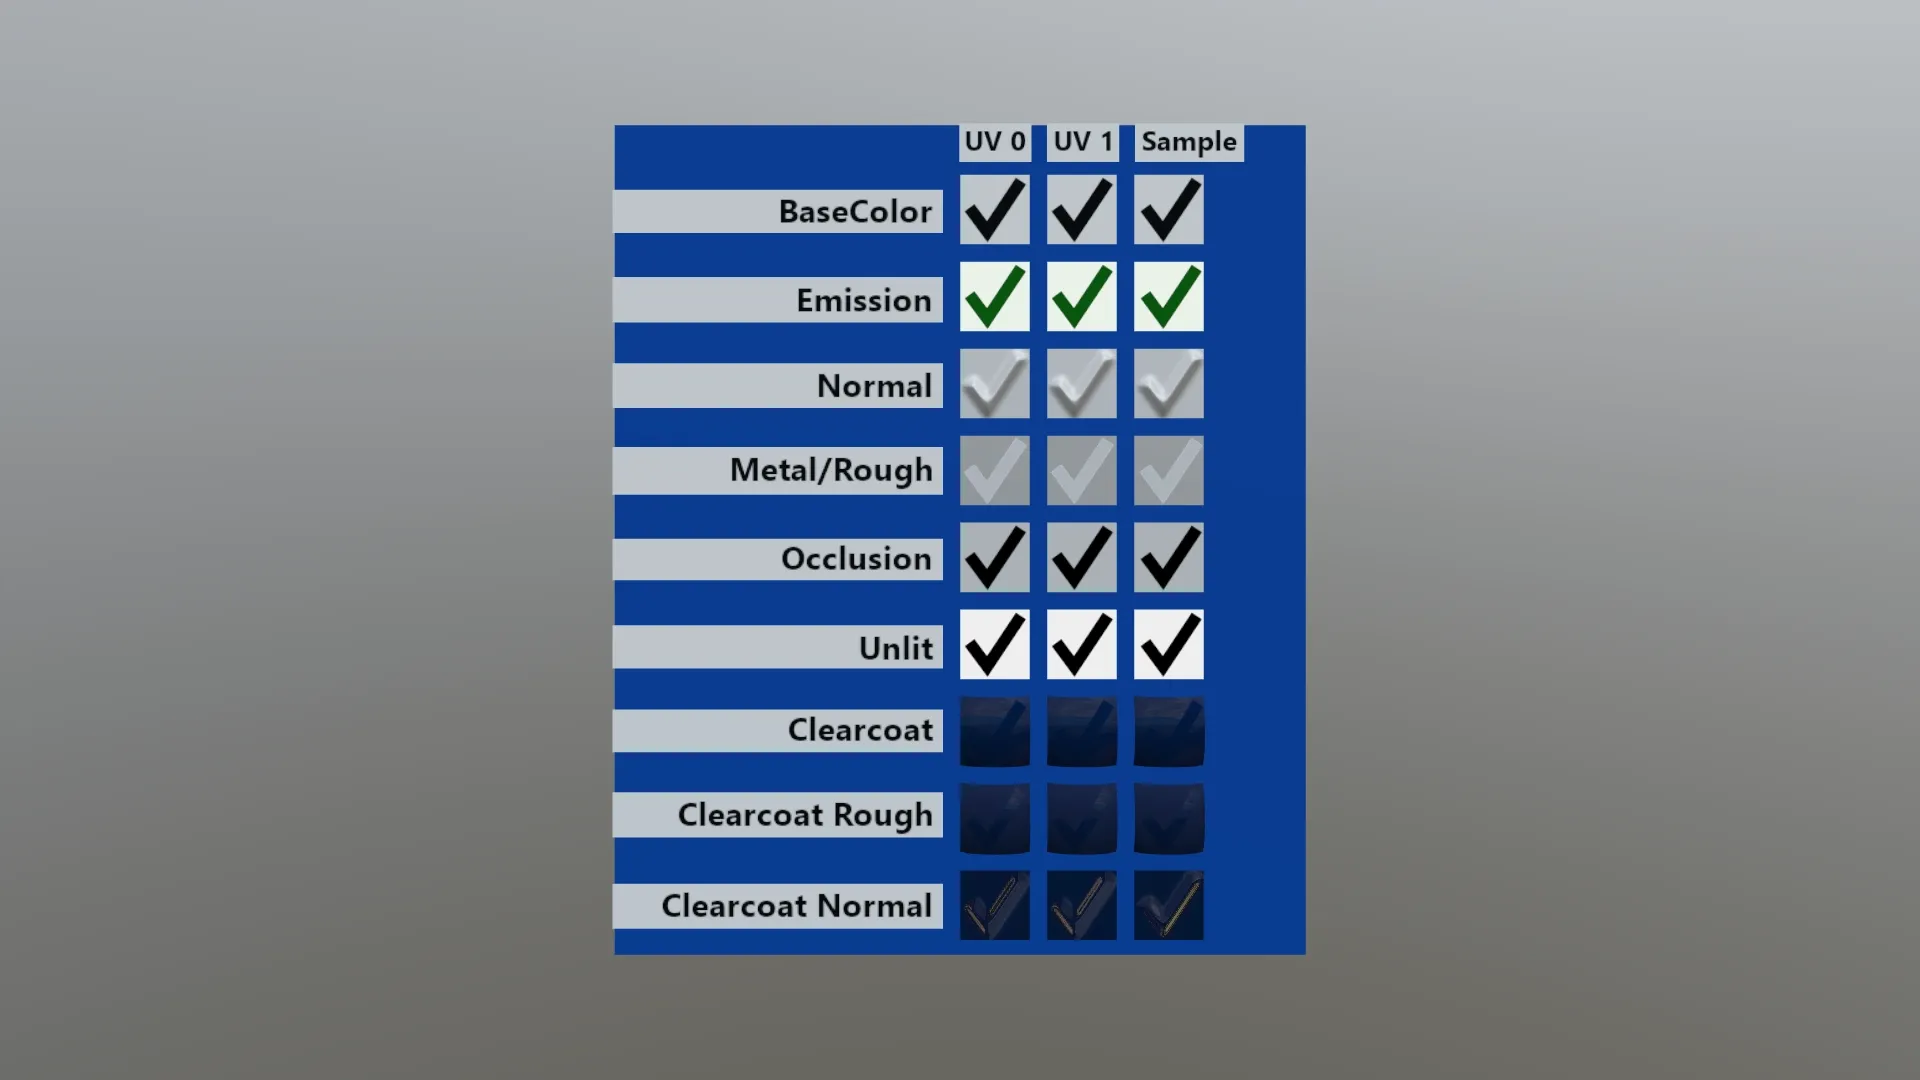 UV 0 UV 1 Sample
BaseColor
Emission
Normal
Metal/Rough
Occlusion
Unlit
Clearcoat
Clearcoat Rough
Clearcoat Normal